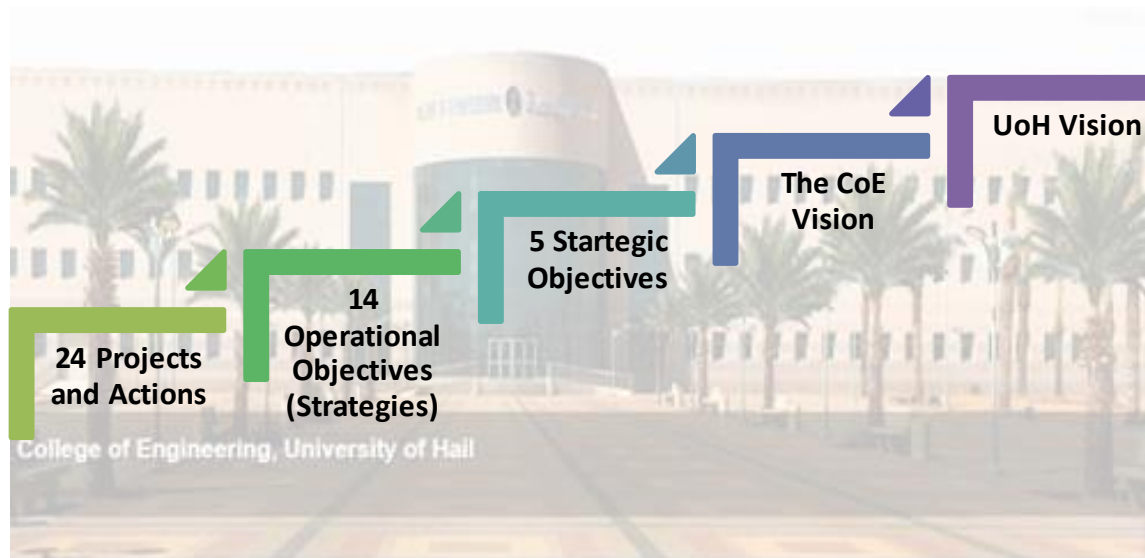 UoH Vision
The CoE
Vision
5 Startegic
Objectives
14
Operational
Objectives
(Strategies)
24 Projects
and Actions
College of Engineering, University of Hail